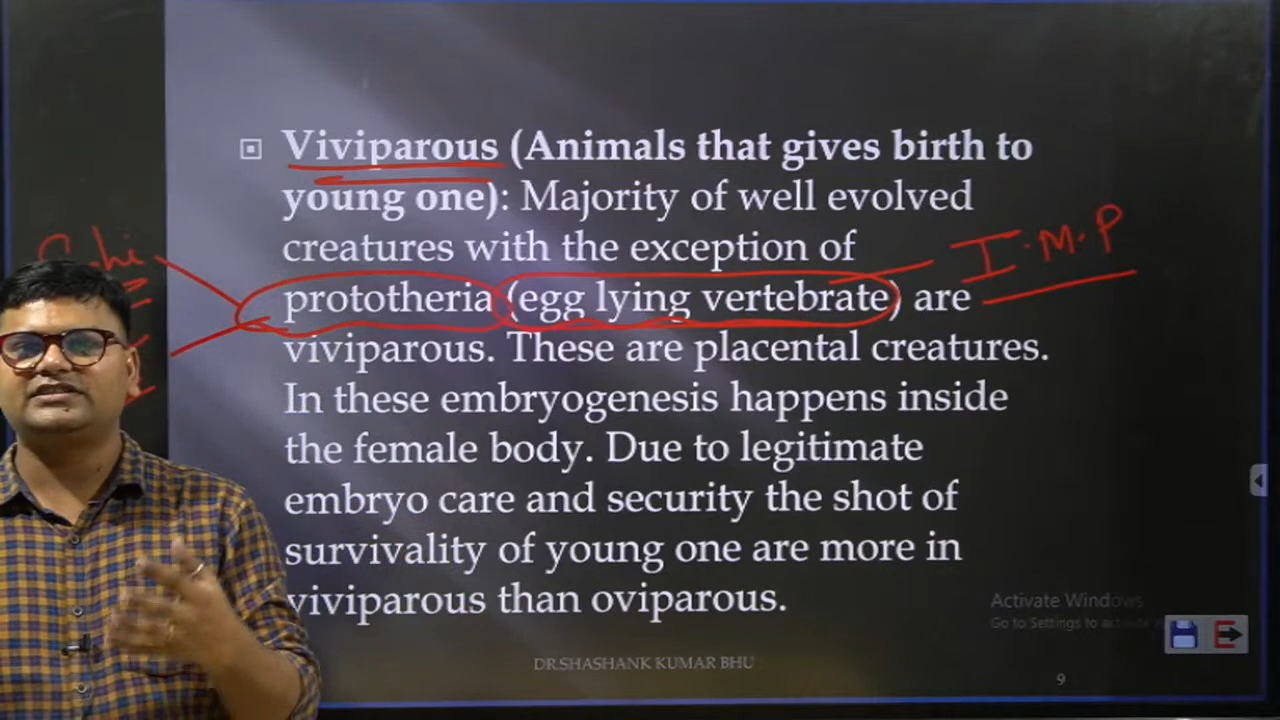 Viviparous (Animals that gives birth to
young one): Majority of well evolved
creatures with the exception of
prototheria (egg lying vertebrate) are
viviparous. These are placental creatures.
In these embryogenesis happens inside
the female body. Due to legitimate
embryo care and security the shot of
survivality of young one are more in
viviparous than oviparous.
I.M.P
Activate Windows
Go to Settings to activate
DR.SHASHANK KUMAR BHU
9